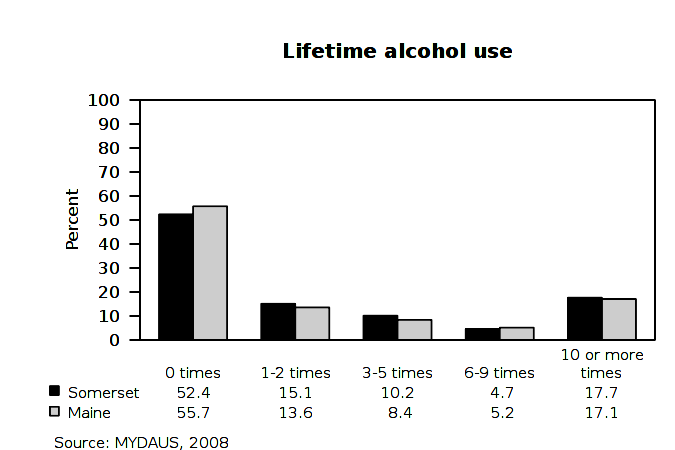 Lifetime alcohol use
Percent
100
90
80
70
60
50
40
30
20
10
0
0 times 1-2 times 3-5 times 6-9 times 10 or more times
Somerset 52.4 15.1 10.2 4.7 17.7
Maine 55.7 13.6 8.4 5.2 17.1
Source: MYDAUS, 2008